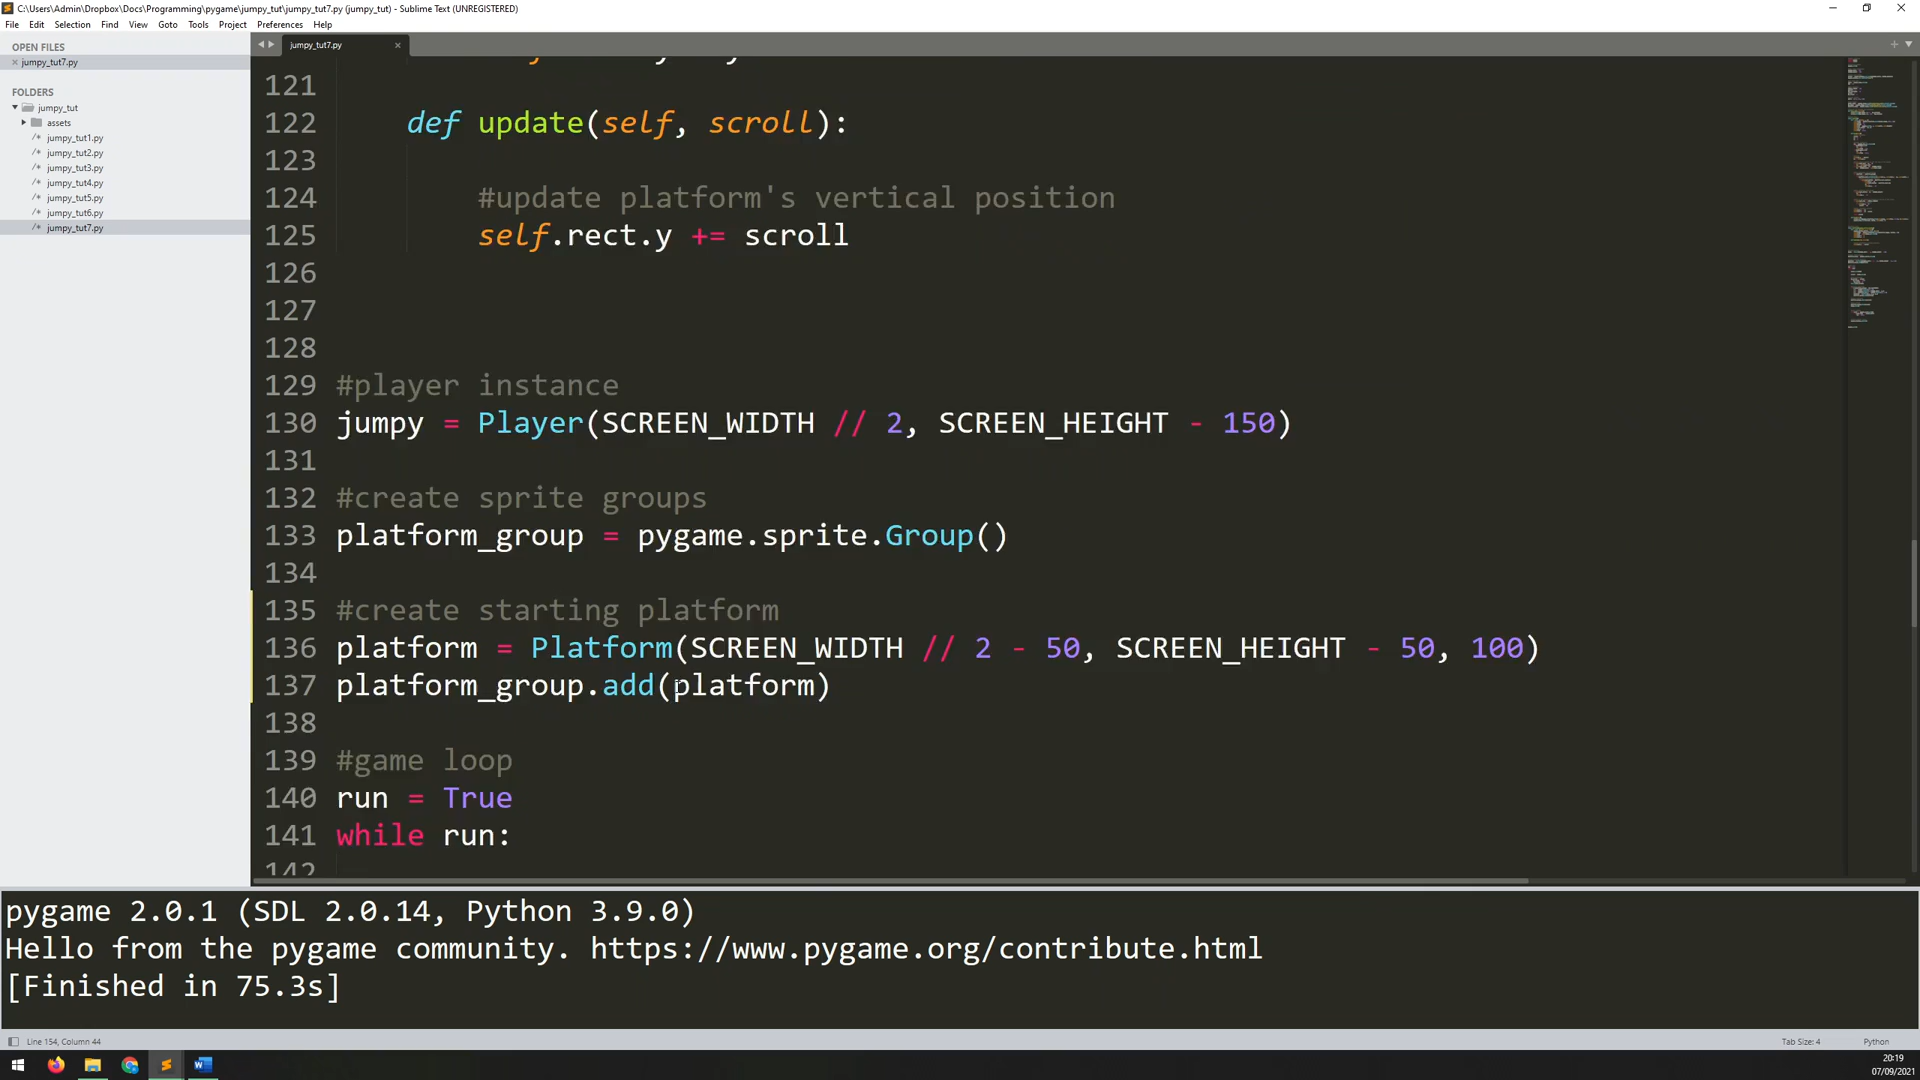 C:\Users\Admin\Dropbox\Docs\Programming\pygame\jumpy_tut\jumpy_tut7.py (jumpy_tut) - Sublime Text (UNREGISTERED)
File Edit Selection Find View Goto Tools Project Preferences Help
OPEN FILES
jumpy_tut7.py
FOLDERS
jumpy_tut
assets
jumpy_tut1.py
jumpy_tut2.py
jumpy_tut3.py
jumpy_tut4.py
jumpy_tut5.py
jumpy_tut6.py
jumpy_tut7.py
jumpy_tut7.py
121
122 def update(self, scroll):
123
124 #update platform's vertical position
125 self.rect.y += scroll
126
127
128
129 #player instance
130 jumpy = Player(SCREEN_WIDTH // 2, SCREEN_HEIGHT - 150)
131
132 #create sprite groups
133 platform_group = pygame.sprite.Group()
134
135 #create starting platform
136 platform = Platform(SCREEN_WIDTH // 2 - 50, SCREEN_HEIGHT - 50, 100)
137 platform_group.add(platform)
138
139 #game loop
140 run = True
141 while run:
142
pygame 2.0.1 (SDL 2.0.14, Python 3.9.0)
Hello from the pygame community. https://www.pygame.org/contribute.html
[Finished in 75.3s]
Line 154, Column 44
Tab Size: 4
Python
20:19
07/09/2021